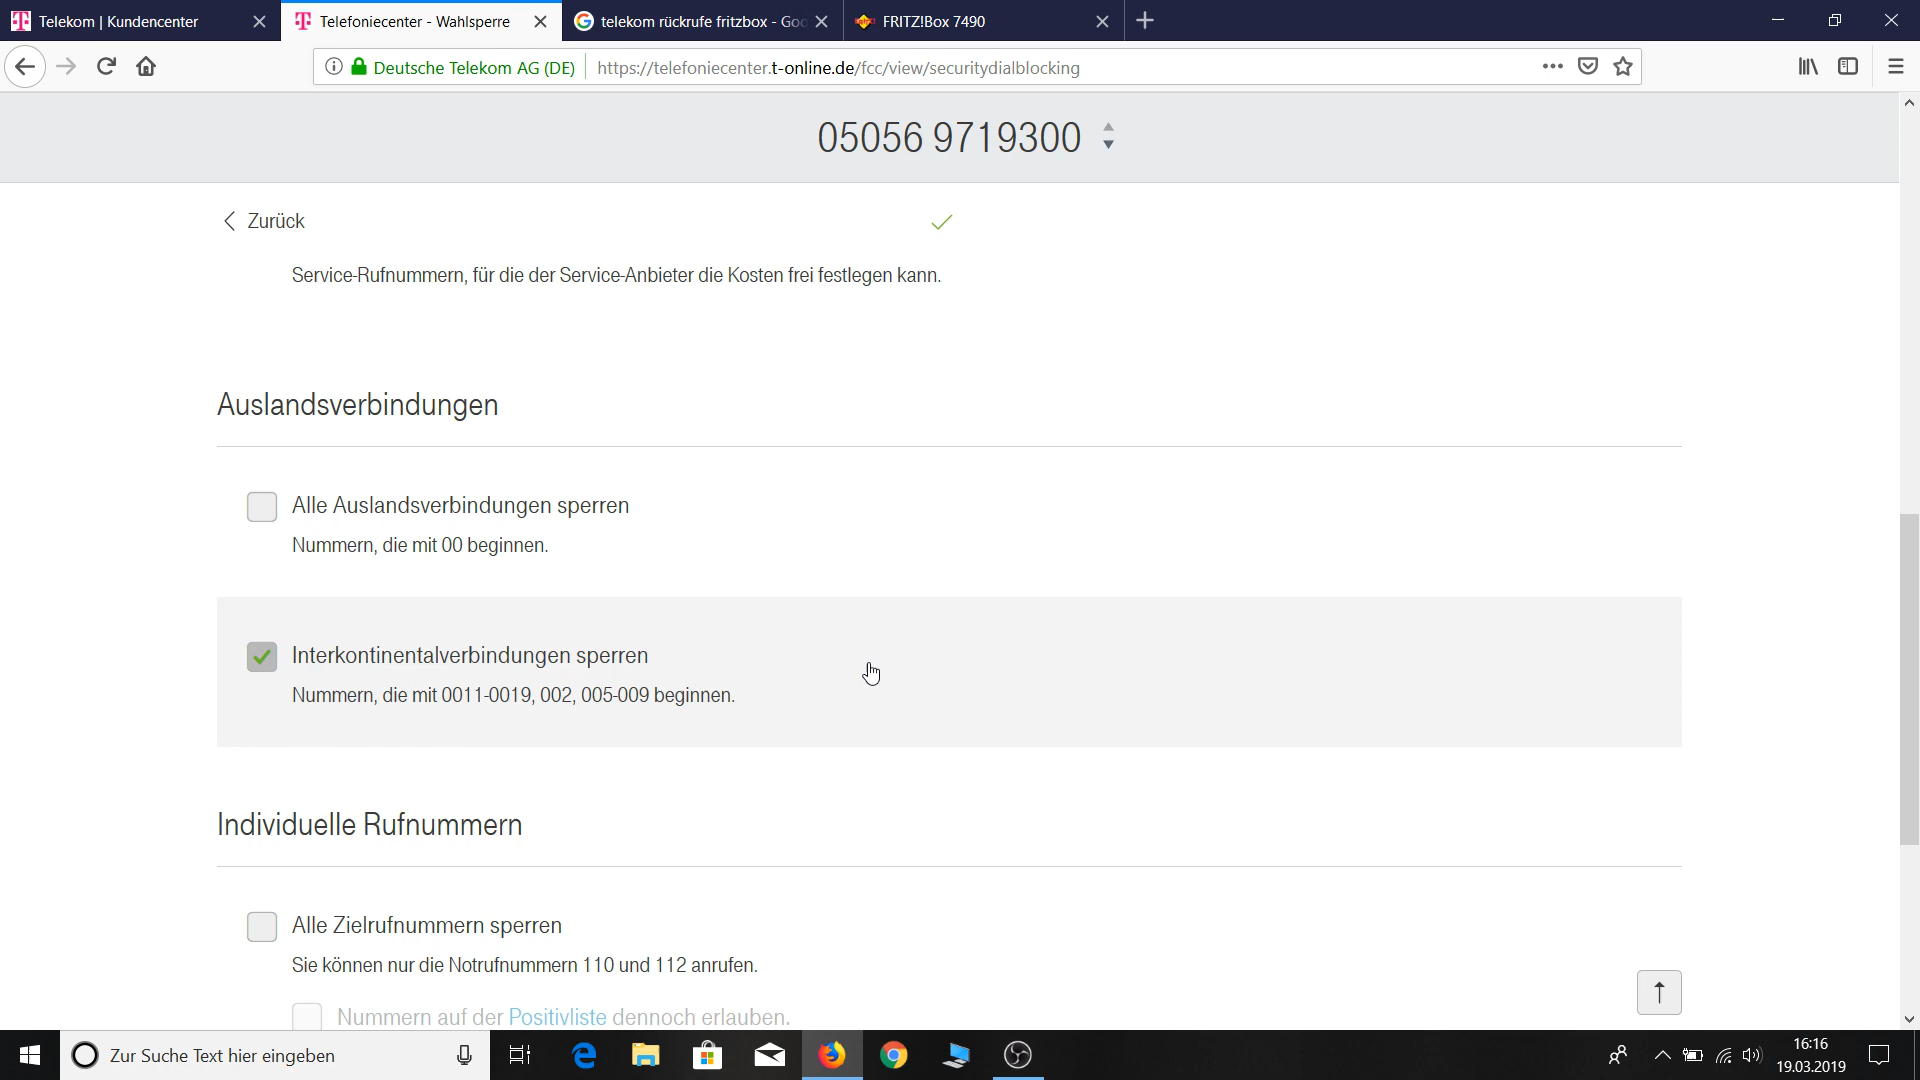 Telekom | Kundencenter
Telefoniecenter - Wahlsperre
telekom rückrufe fritzbox - Goo
FRITZ!Box 7490
Deutsche Telekom AG (DE)
https://telefoniecenter.t-online.de/fcc/view/securitydialblocking
05056 9719300
Zurück
Service-Rufnummern, für die der Service-Anbieter die Kosten frei festlegen kann.
Auslandsverbindungen
Alle Auslandsverbindungen sperren
Nummern, die mit 00 beginnen.
Interkontinentalverbindungen sperren
Nummern, die mit 0011-0019, 002, 005-009 beginnen.
Individuelle Rufnummern
Alle Zielrufnummern sperren
Sie können nur die Notrufnummern 110 und 112 anrufen.
Nummern auf der Positivliste dennoch erlauben.
Zur Suche Text hier eingeben
16:16
19.03.2019